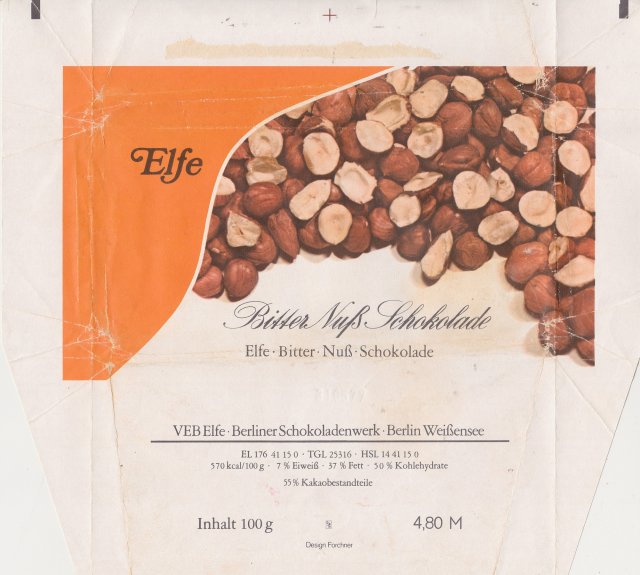 Elfe
Bitter Nuß Schokolade
Elfe · Bitter · Nuß · Schokolade
VEB Elfe · Berliner Schokoladenwerk · Berlin Weißensee
EL 176 41 15 0 · TGL 25316 · HSL 14 41 15 0
570 kcal/100 g · 7 % Eiweiß · 37 % Fett · 50 % Kohlehydrate
55 % Kakaobestandteile
Inhalt 100 g 4,80 M
Design Forchner